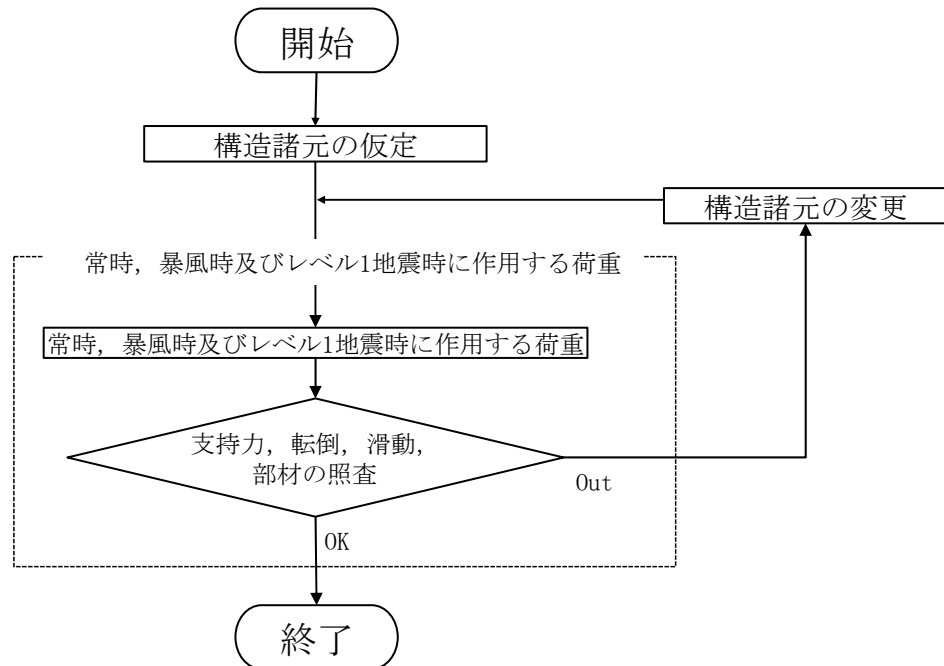 開始
構造諸元の仮定
構造諸元の変更
常時, 暴風時及びレベル1地震時に作用する荷重
常時, 暴風時及びレベル1地震時に作用する荷重
支持力, 転倒, 滑動,
部材の照査
Out
OK
終了